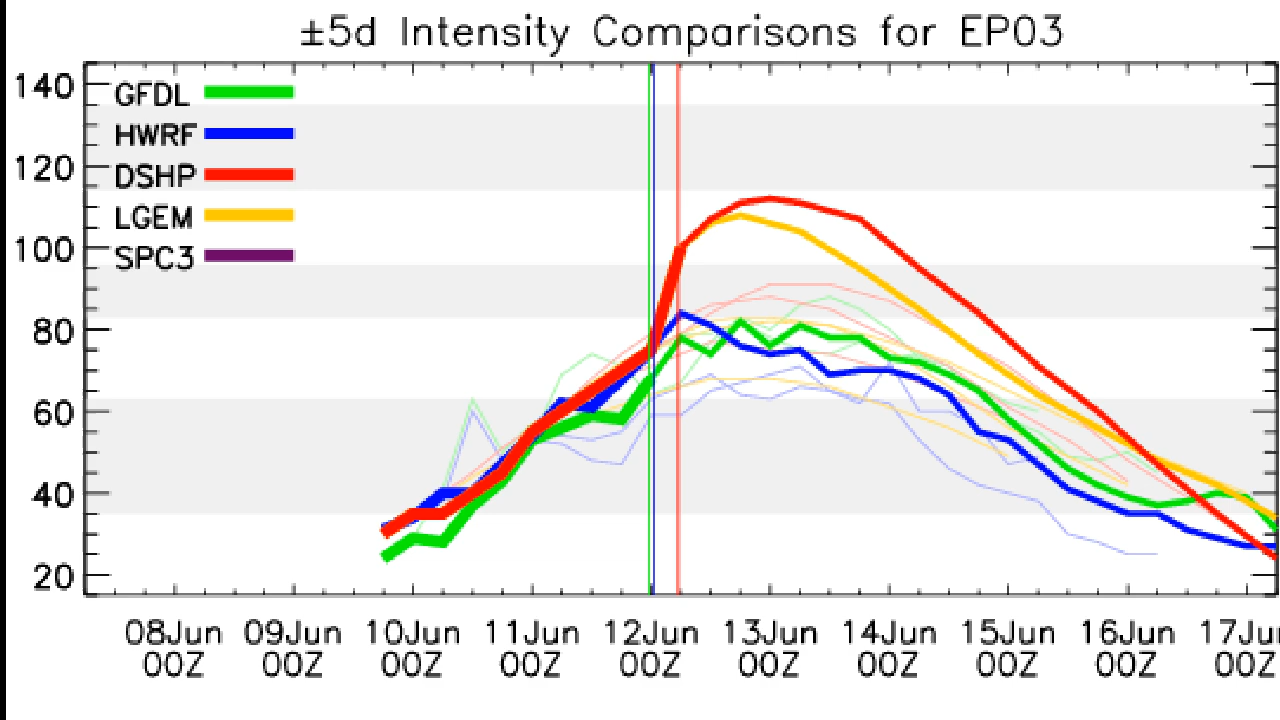 ±5d Intensity Comparisons for EP03
140
120
100
80
60
40
20
GFDL
HWRF
DSHP
LGEM
SPC3
08Jun 09Jun 10Jun 11Jun 12Jun 13Jun 14Jun 15Jun 16Jun 17Jun
00Z 00Z 00Z 00Z 00Z 00Z 00Z 00Z 00Z 00Z